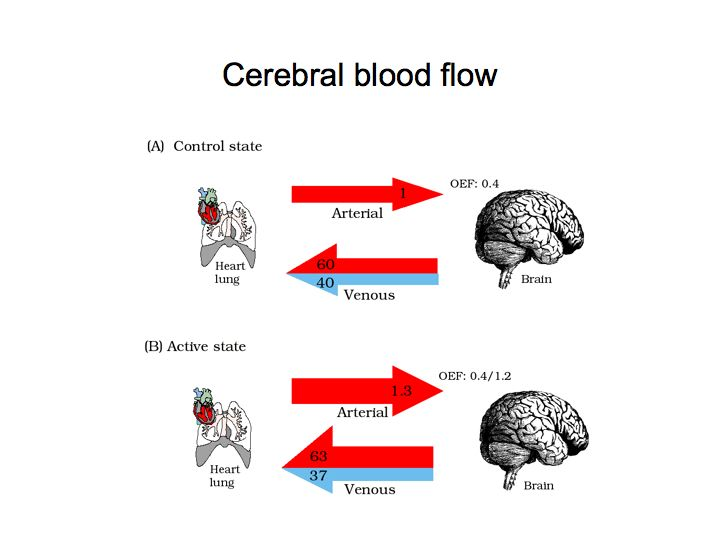 Cerebral blood flow
(A) Control state
OEF: 0.4
1
Arterial
Heart
lung
60
40
Venous
Brain
(B) Active state
OEF: 0.4/1.2
1.3
Arterial
Heart
lung
63
37
Venous
Brain